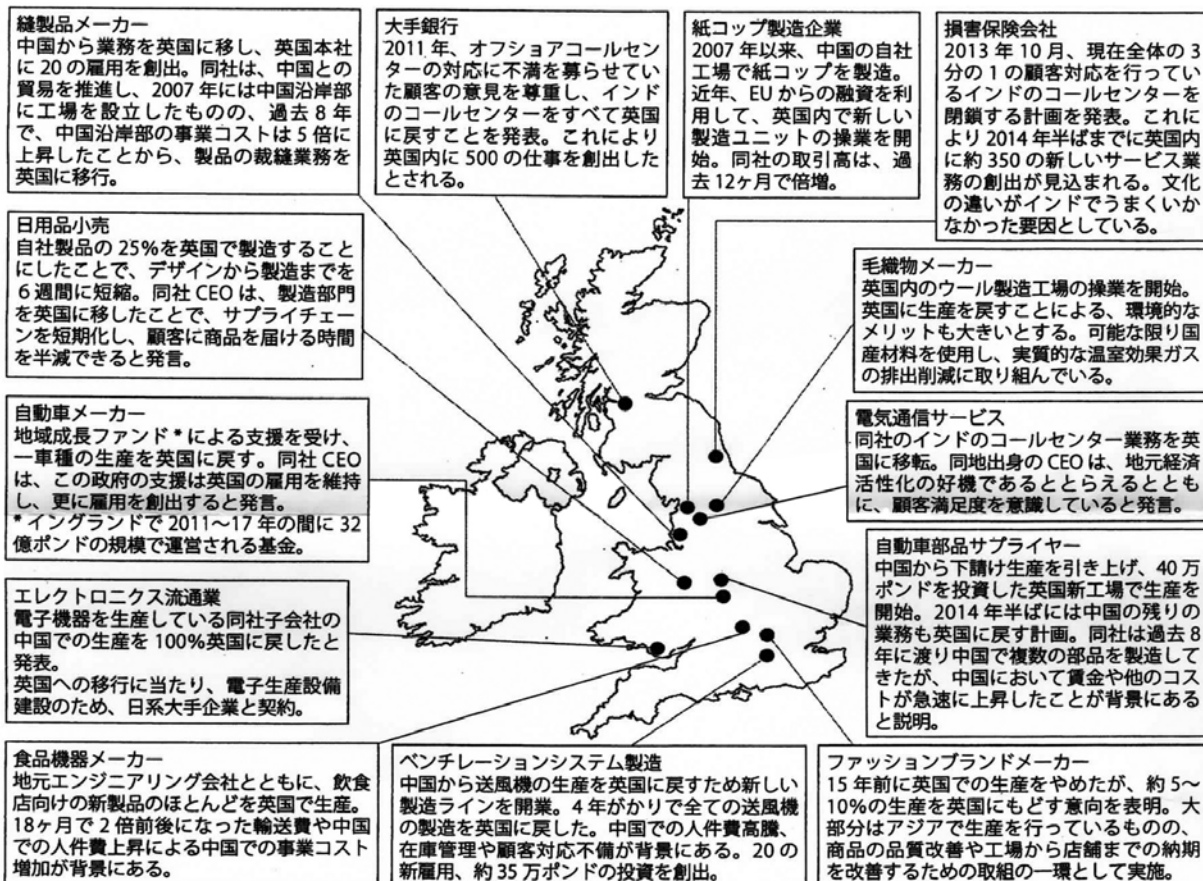 縫製品メーカー
中国から業務を英国に移し、英国本社
に20の雇用を創出。同社は、中国との
貿易を推進し、2007年には中国沿岸部
に工場を設立したものの、過去8年
で、中国沿岸部の事業コストは5倍に
上昇したことから、製品の裁縫業務を
英国に移行。
大手銀行
2011年、オフショアコールセン
ターの対応に不満を募らせてい
た顧客の意見を尊重し、インド
のコールセンターをすべて英国
に戻すことを発表。これにより
英国内に500の仕事を創出した
とされる。
紙コップ製造企業
2007年以来、中国の自社
工場で紙コップを製造。
近年、EUからの融資を利
用して、英国内で新しい
製造ユニットの操業を開
始。同社の取引高は、過
去12ヶ月で倍増。
損害保険会社
2013年10月、現在全体の3
分の1の顧客対応を行ってい
るインドのコールセンターを
閉鎖する計画を発表。これに
より2014年半ばまでに英国内
に約350の新しいサービス業
務の創出が見込まれる。文化
の違いがインドでうまくいか
なかった要因としている。
日用品小売
自社製品の25%を英国で製造すること
にしたことで、デザインから製造までを
6週間に短縮。同社CEOは、製造部門
を英国に移したことで、サプライチェー
ンを短期化し、顧客に商品を届ける時間
を半減できると発言。
毛織物メーカー
英国内のウール製造工場の操業を開始。
英国に生産を戻すことによる、環境的な
メリットも大きいとする。可能な限り国
産材料を使用し、実質的な温室効果ガス
の排出削減に取り組んでいる。
自動車メーカー
地域成長ファンド*による支援を受け、
一車種の生産を英国に戻す。同社CEO
は、この政府の支援は英国の雇用を維持
し、更に雇用を創出すると発言。
*イングランドで2011～17年の間に32
億ポンドの規模で運営される基金。
電気通信サービス
同社のインドのコールセンター業務を英
国に移転。同地出身のCEOは、地元経済
活性化の好機であるととらえるととも
に、顧客満足度を意識していると発言。
エレクトロニクス流通業
電子機器を生産している同社子会社の
中国での生産を100%英国に戻したと
発表。
英国への移行に当たり、電子生産設備
建設のため、日系大手企業と契約。
自動車部品サプライヤー
中国から下請け生産を引き上げ、40万
ポンドを投資した英国新工場で生産を
開始。2014年半ばには中国の残りの
業務も英国に戻す計画。同社は過去8
年に渡り中国で複数の部品を製造して
きたが、中国において賃金や他のコス
トが急速に上昇したことが背景にある
と説明。
食品機器メーカー
地元エンジニアリング会社とともに、飲食
店向けの新製品のほとんどを英国で生産。
18ヶ月で2倍前後になった輸送費や中国
での人件費上昇による中国での事業コスト
増加が背景にある。
ベンチレーションシステム製造
中国から送風機の生産を英国に戻すため新しい
製造ラインを開業。4年がかりで全ての送風機
の製造を英国に戻した。中国での人件費高騰、
在庫管理や顧客対応不備が背景にある。20の
新雇用、約35万ポンドの投資を創出。
ファッションブランドメーカー
15年前に英国での生産をやめたが、約5～
10%の生産を英国にもどす意向を表明。大
部分はアジアで生産を行っているものの、
商品の品質改善や工場から店舗までの納期
を改善するための取組の一環として実施。